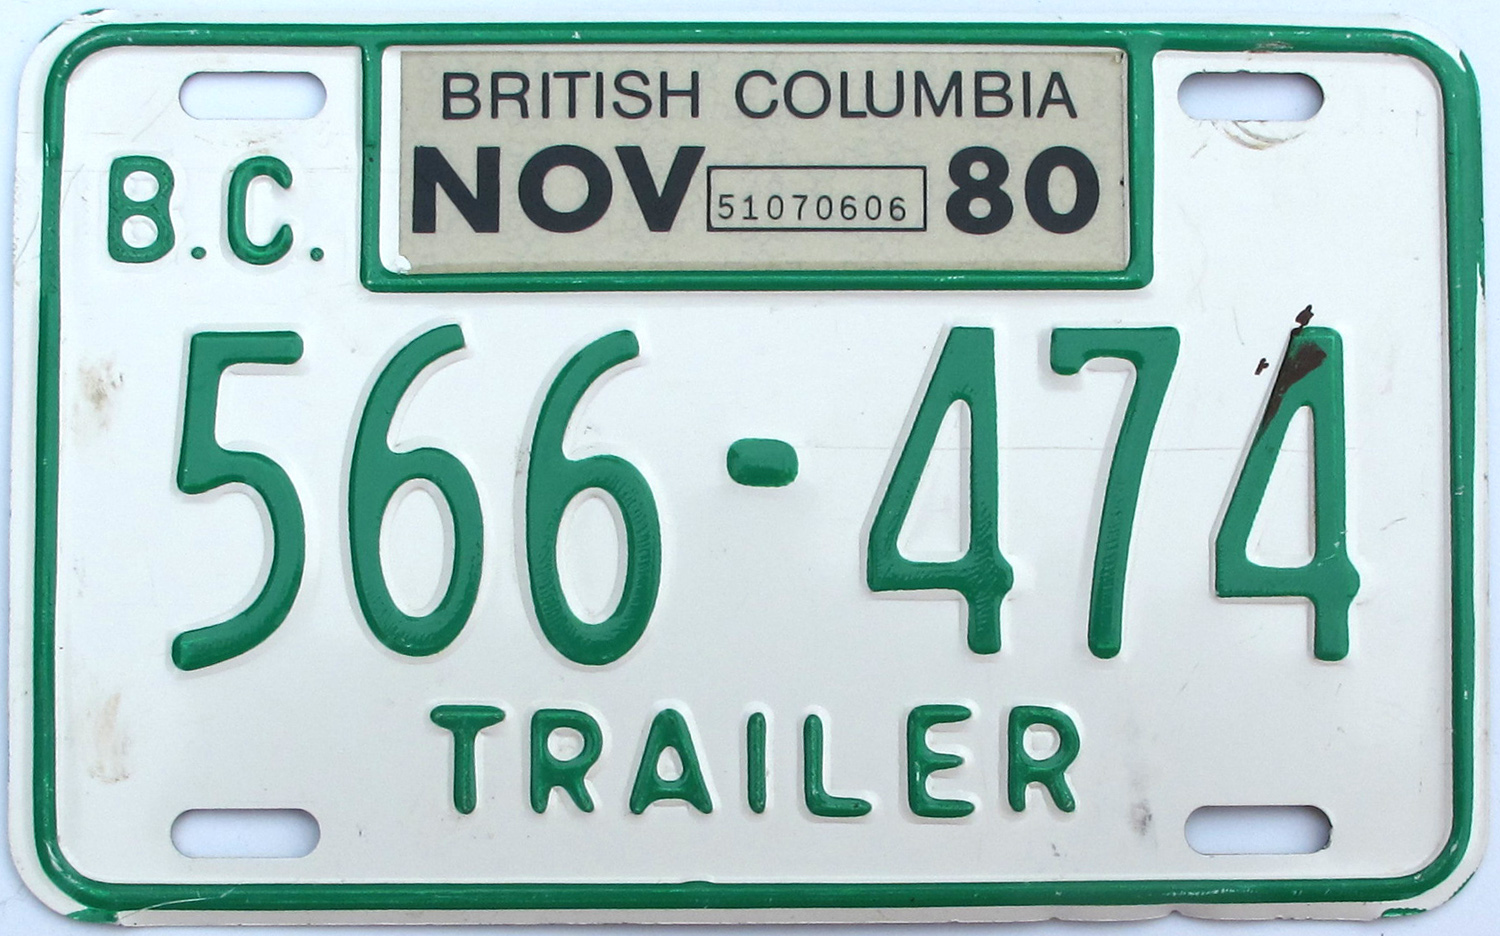 BRITISH COLUMBIA
NOV 51070606 80
B.C.
566-474
TRAILER